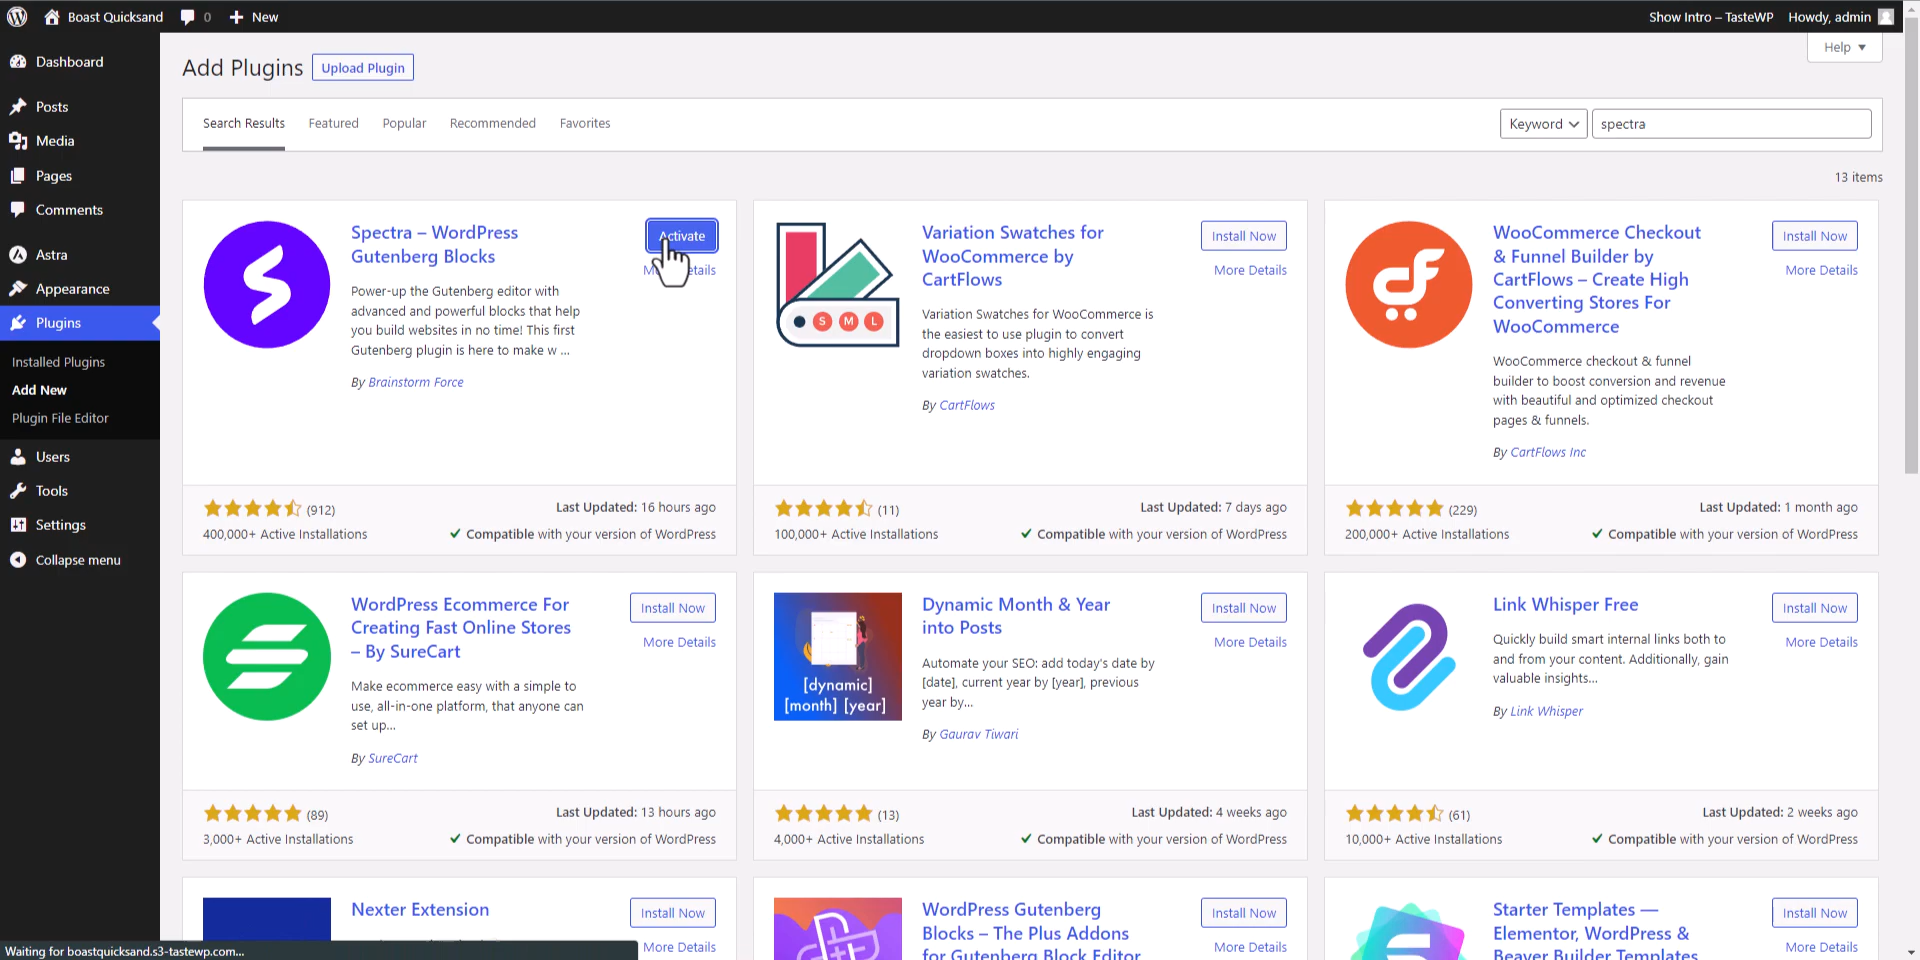 Boast Quicksand
0
New
Show Intro – TasteWP
Howdy, admin
Dashboard
Posts
Media
Pages
Comments
Astra
Appearance
Plugins
Installed Plugins
Add New
Plugin File Editor
Users
Tools
Settings
Collapse menu
Help ▼
Add Plugins
Upload Plugin
Search Results
Featured
Popular
Recommended
Favorites
Keyword
spectra
13 items
Spectra – WordPress
Gutenberg Blocks
Activate
Power-up the Gutenberg editor with
advanced and powerful blocks that help
you build websites in no time! This first
Gutenberg plugin is here to make w ...
By Brainstorm Force
(912)
400,000+ Active Installations
Last Updated: 16 hours ago
Compatible with your version of WordPress
Variation Swatches for
WooCommerce by
CartFlows
Install Now
More Details
S M L
Variation Swatches for WooCommerce is
the easiest to use plugin to convert
dropdown boxes into highly engaging
variation swatches.
By CartFlows
(11)
100,000+ Active Installations
Last Updated: 7 days ago
Compatible with your version of WordPress
WooCommerce Checkout
& Funnel Builder by
CartFlows – Create High
Converting Stores For
WooCommerce
Install Now
More Details
WooCommerce checkout & funnel
builder to boost conversion and revenue
with beautiful and optimized checkout
pages & funnels.
By CartFlows Inc
(229)
200,000+ Active Installations
Last Updated: 1 month ago
Compatible with your version of WordPress
WordPress Ecommerce For
Creating Fast Online Stores
– By SureCart
Install Now
More Details
Make ecommerce easy with a simple to
use, all-in-one platform, that anyone can
set up...
By SureCart
(89)
3,000+ Active Installations
Last Updated: 13 hours ago
Compatible with your version of WordPress
[dynamic]
[month] [year]
Dynamic Month & Year
into Posts
Install Now
More Details
Automate your SEO: add today's date by
[date], current year by [year], previous
year by...
By Gaurav Tiwari
(13)
4,000+ Active Installations
Last Updated: 4 weeks ago
Compatible with your version of WordPress
Link Whisper Free
Install Now
More Details
Quickly build smart internal links both to
and from your content. Additionally, gain
valuable insights...
By Link Whisper
(61)
10,000+ Active Installations
Last Updated: 2 weeks ago
Compatible with your version of WordPress
Nexter Extension
Install Now
More Details
WordPress Gutenberg
Blocks – The Plus Addons
for Gutenberg Block Editor
Install Now
More Details
Starter Templates —
Elementor, WordPress &
Beaver Builder Templates
Install Now
More Details
Waiting for boastquicksand.s3-tastewp.com...